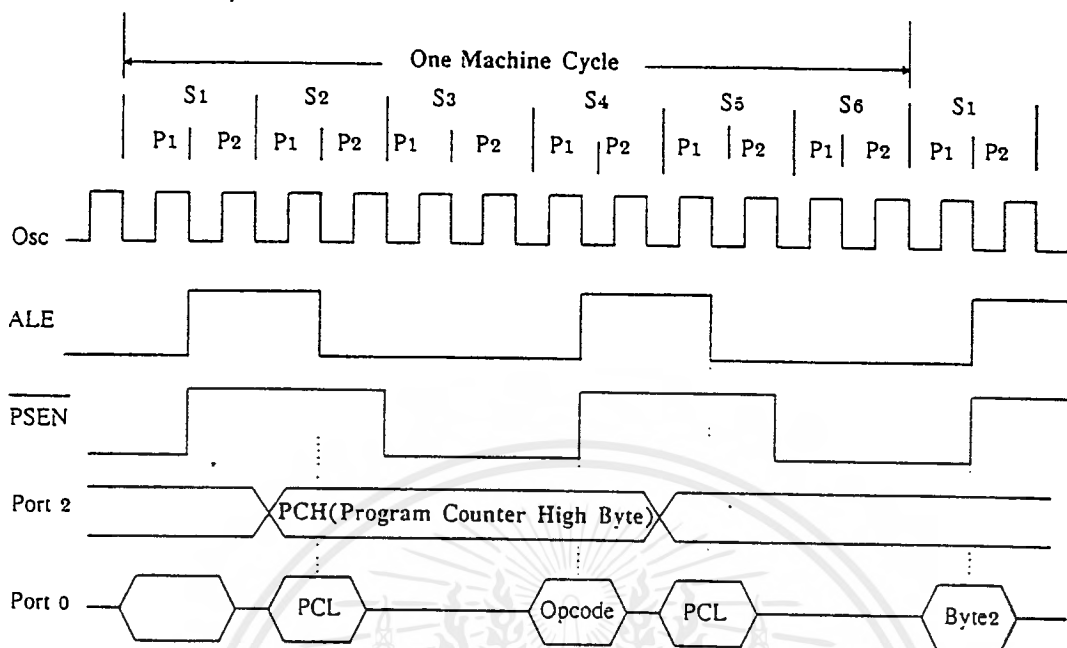 One Machine Cycle
S1 S2 S3 S4 S5 S6 S1
P1 P2 P1 P2 P1 P2 P1 P2 P1 P2 P1 P2 P1 P2
Osc
ALE
PSEN
Port 2 PCH(Program Counter High Byte)
Port 0 PCL Opcode PCL Byte2